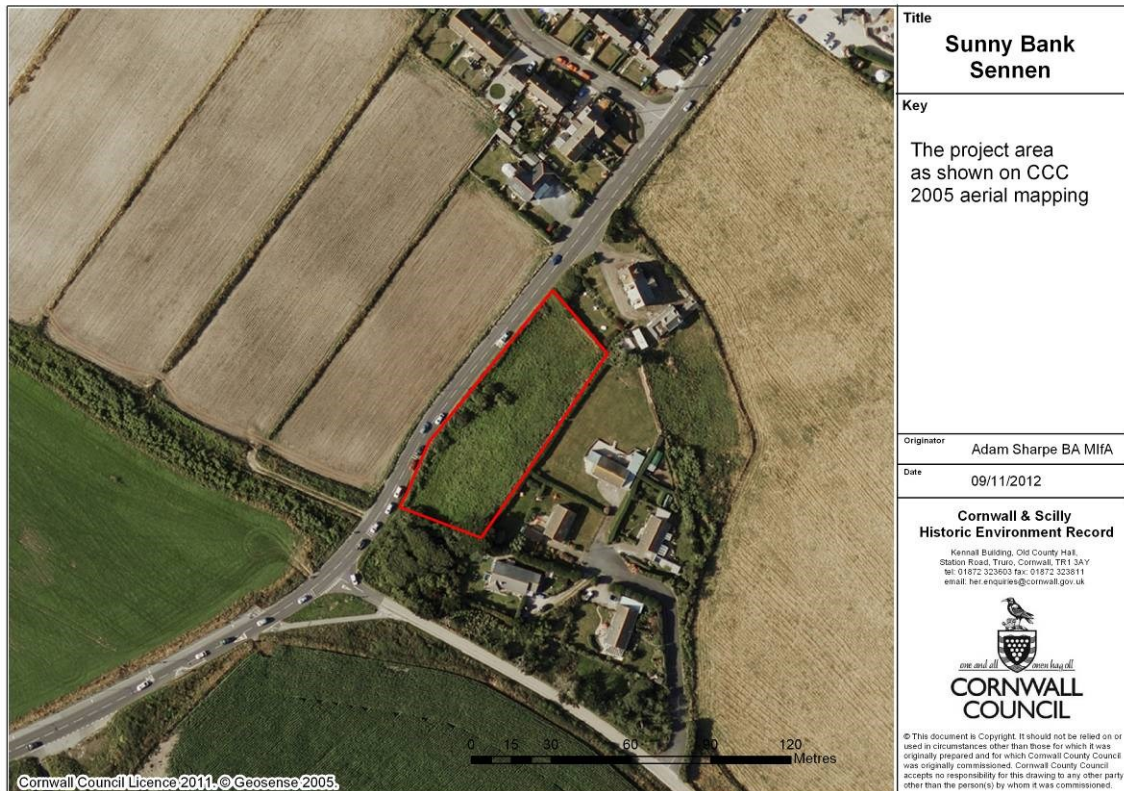 Title
Sunny Bank
Sennen
Key
The project area
as shown on CCC
2005 aerial mapping
Originator
Adam Sharpe BA MIfA
Date
09/11/2012
Cornwall & Scilly
Historic Environment Record
Kennall Building, Old County Hall,
Station Road, Truro, Cornwall, TR1 3AY
tel: 01872 323603 fax: 01872 323811
email: her.enquiries@cornwall.gov.uk
one and all onen hag oll
CORNWALL
COUNCIL
© This document is Copyright. It should not be relied on or
used in circumstances other than those for which it was
originally prepared and for which Cornwall County Council
was originally commissioned. Cornwall County Council
accepts no responsibility for this drawing to any other party
other than the person(s) by whom it was commissioned.
0 15 30 60 90 120
Metres
Cornwall Council Licence 2011. © Geosense 2005.